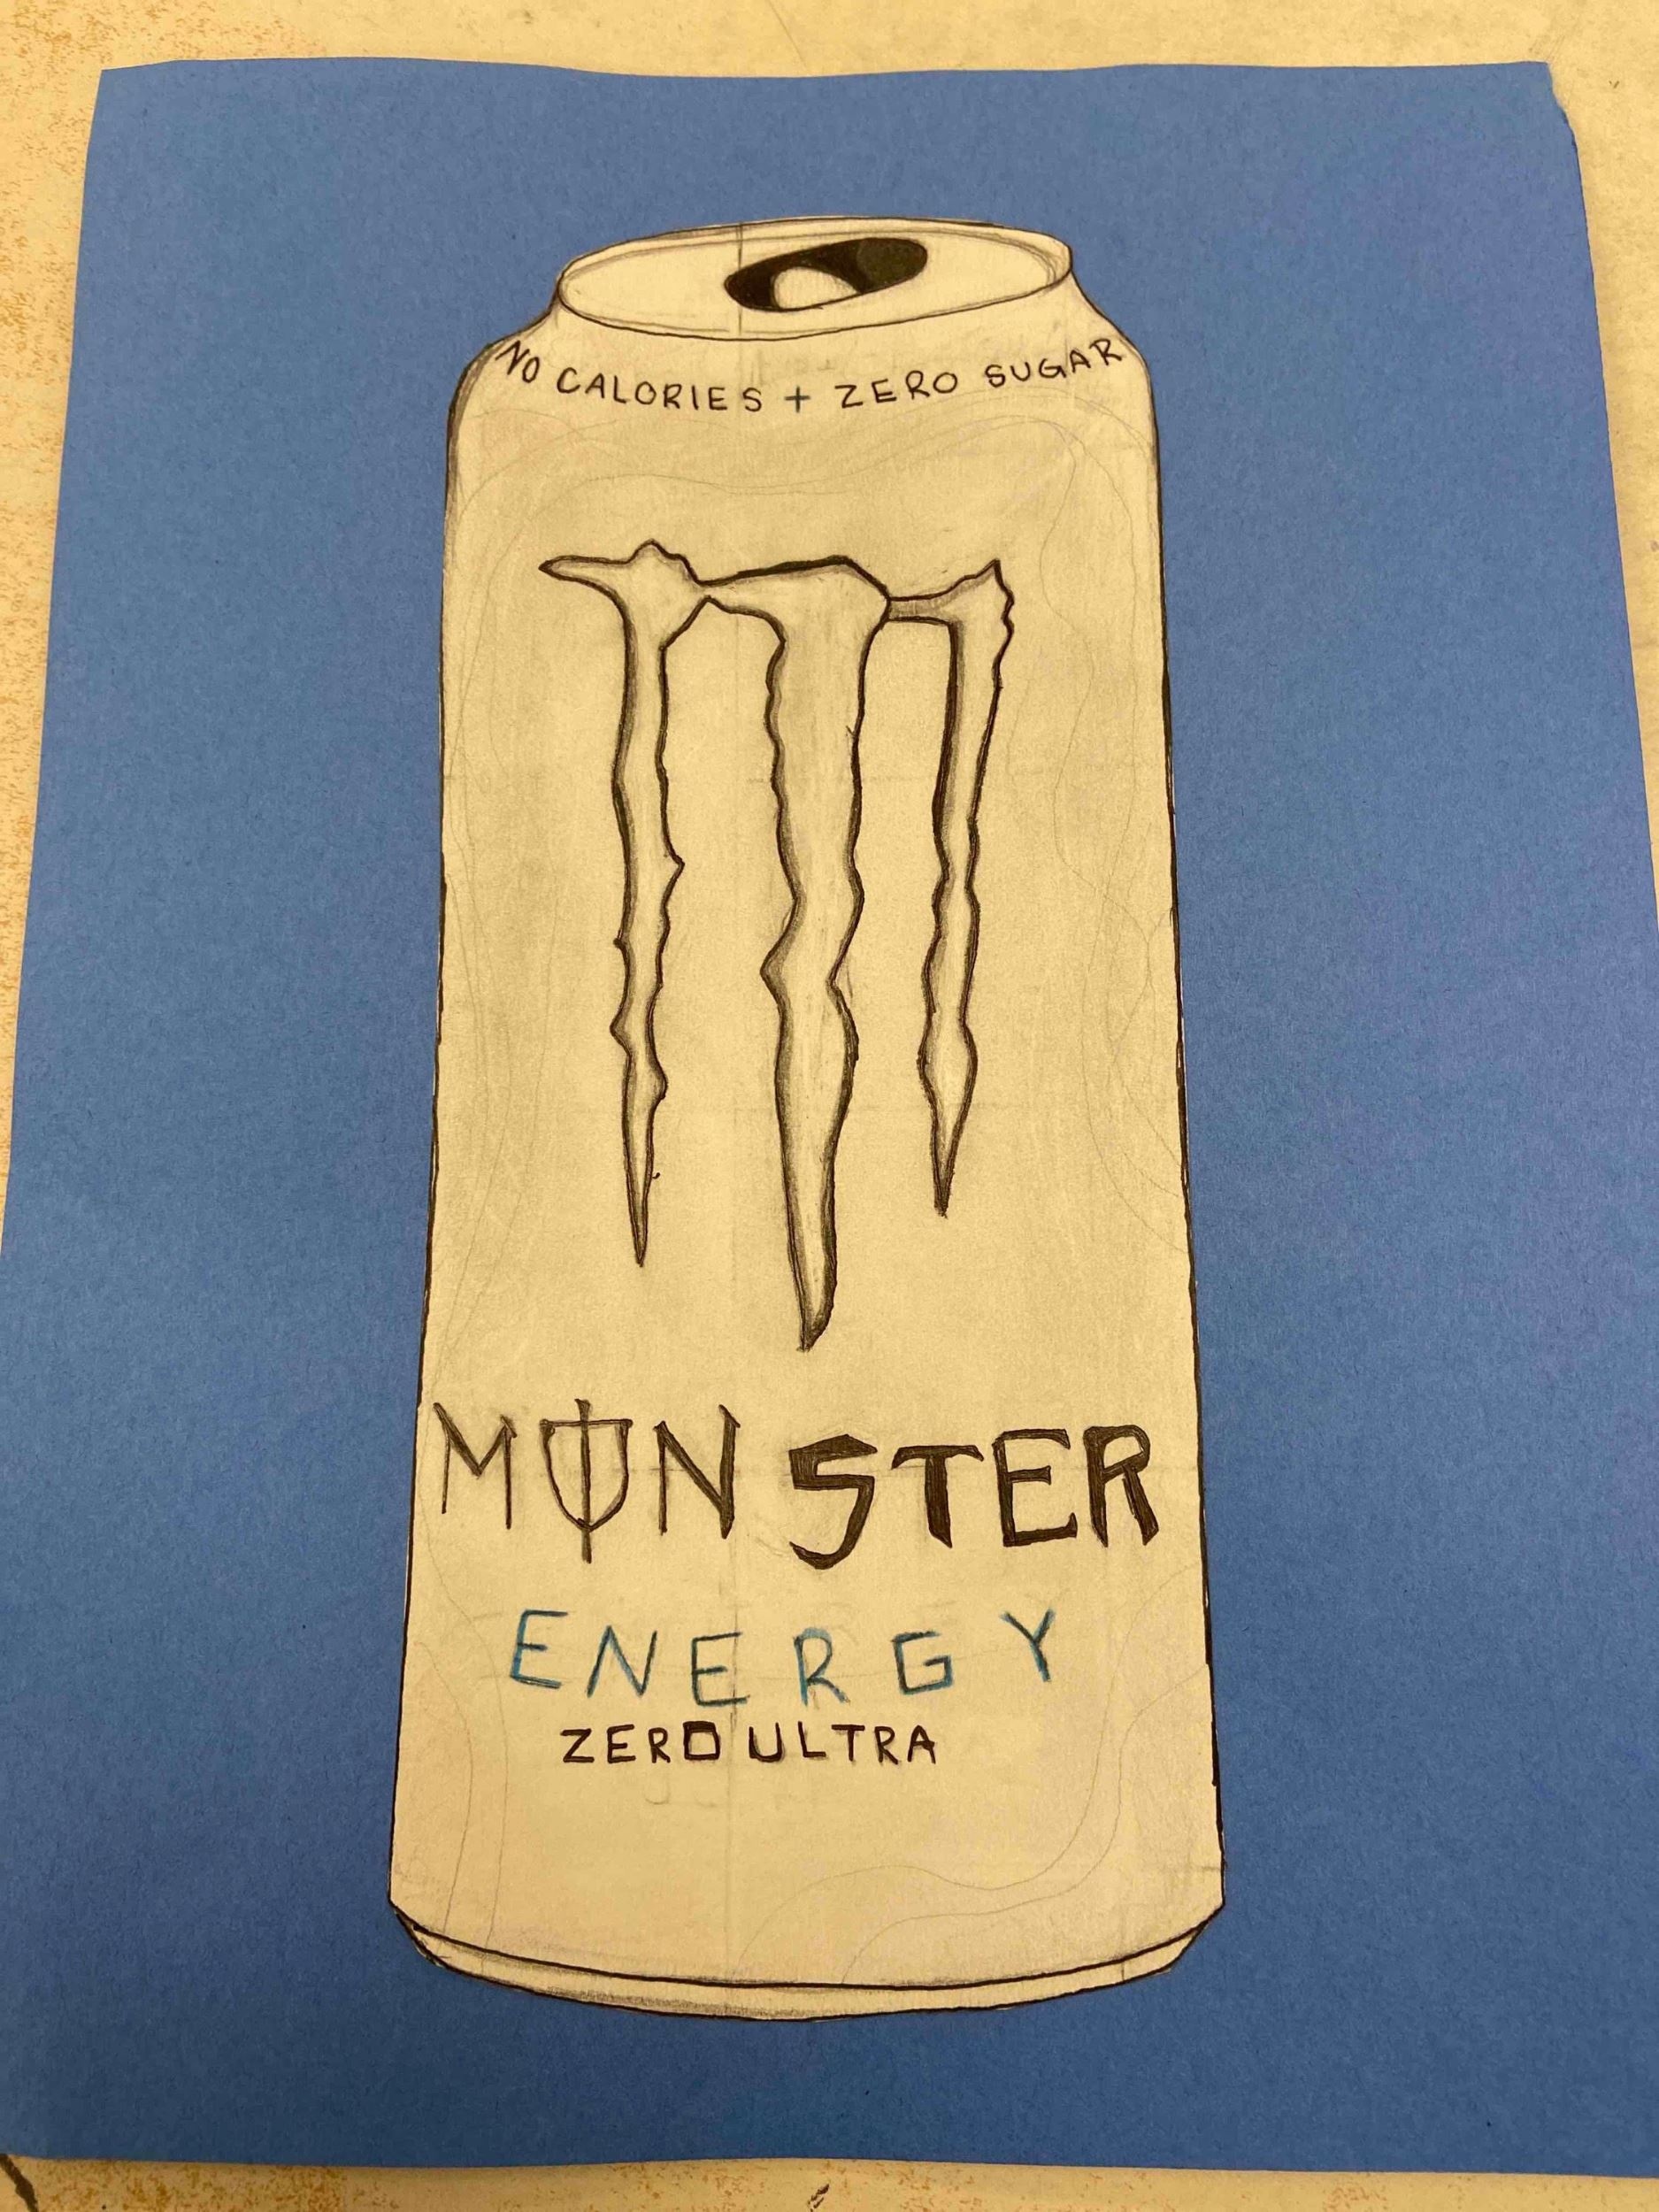 NO CALORIES + ZERO SUGAR
MONSTER
ENERGY
ZERO ULTRA